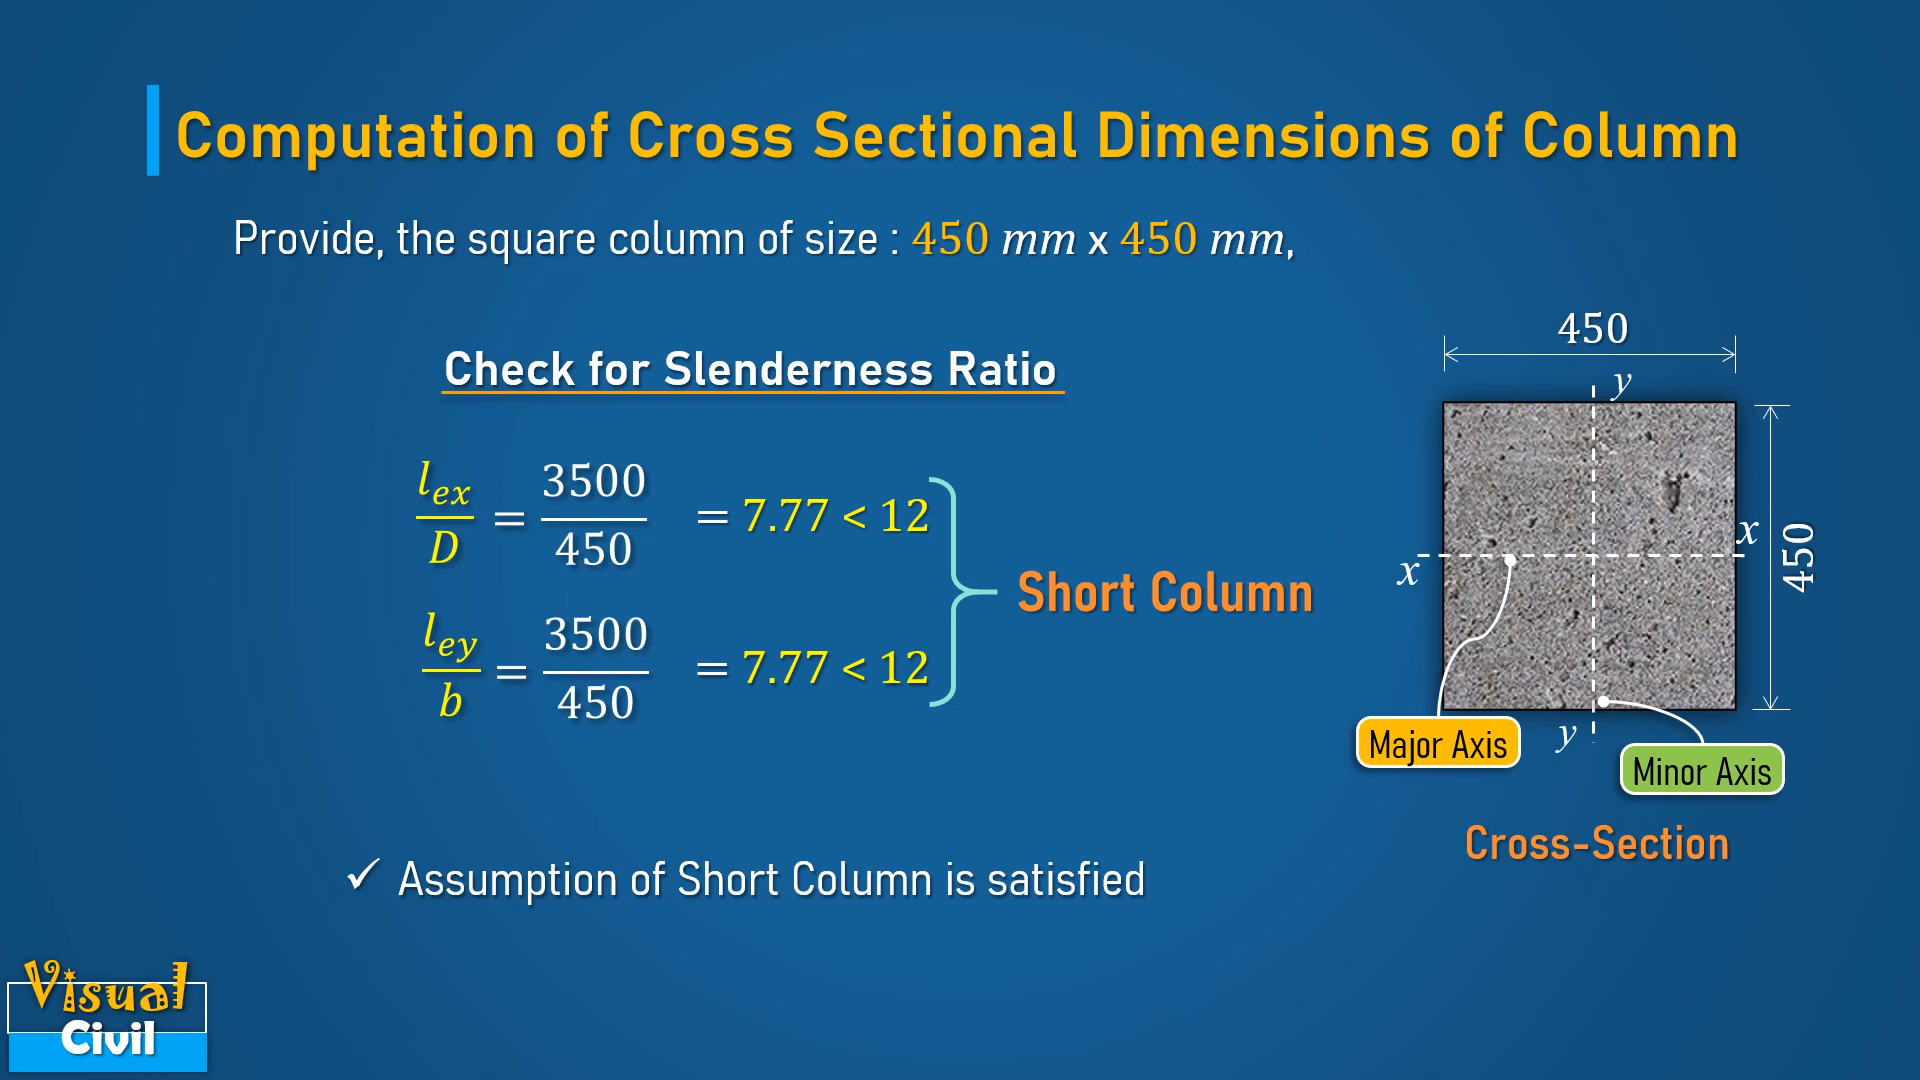 Computation of Cross Sectional Dimensions of Column
Provide, the square column of size : 450 mm x 450 mm,
Check for Slenderness Ratio
l_ex / D = 3500 / 450 = 7.77 < 12
l_ey / b = 3500 / 450 = 7.77 < 12
Short Column
450
y
x
x
450
y
Major Axis
Minor Axis
Cross-Section
✓ Assumption of Short Column is satisfied
Visual
Civil